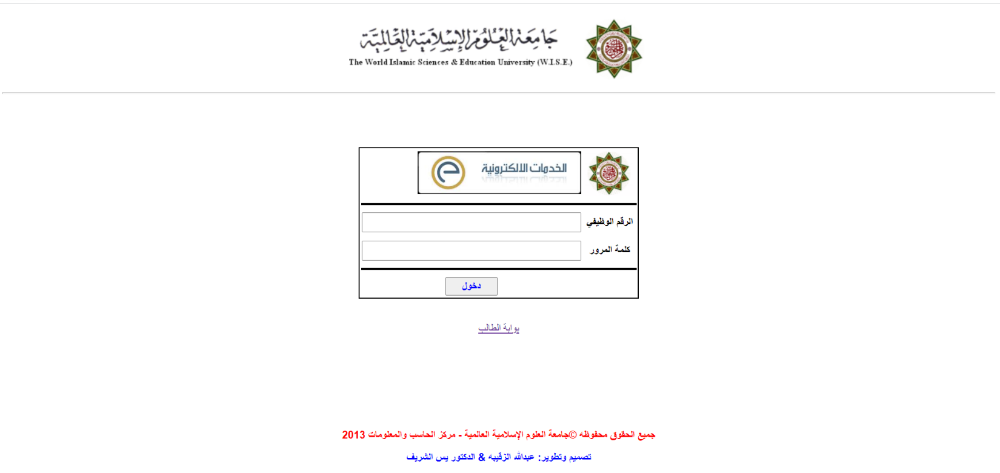 جامعة العلوم الإسلامية العالمية
The World Islamic Sciences & Education University (W.I.S.E.)
الخدمات الالكترونية
الرقم الوظيفي
كلمة المرور
دخول
بوابة الطالب
جميع الحقوق محفوظه ©جامعة العلوم الإسلامية العالمية - مركز الحاسب والمعلومات 2013
تصميم وتطوير: عبدالله الزقيبه & الدكتور يس الشريف